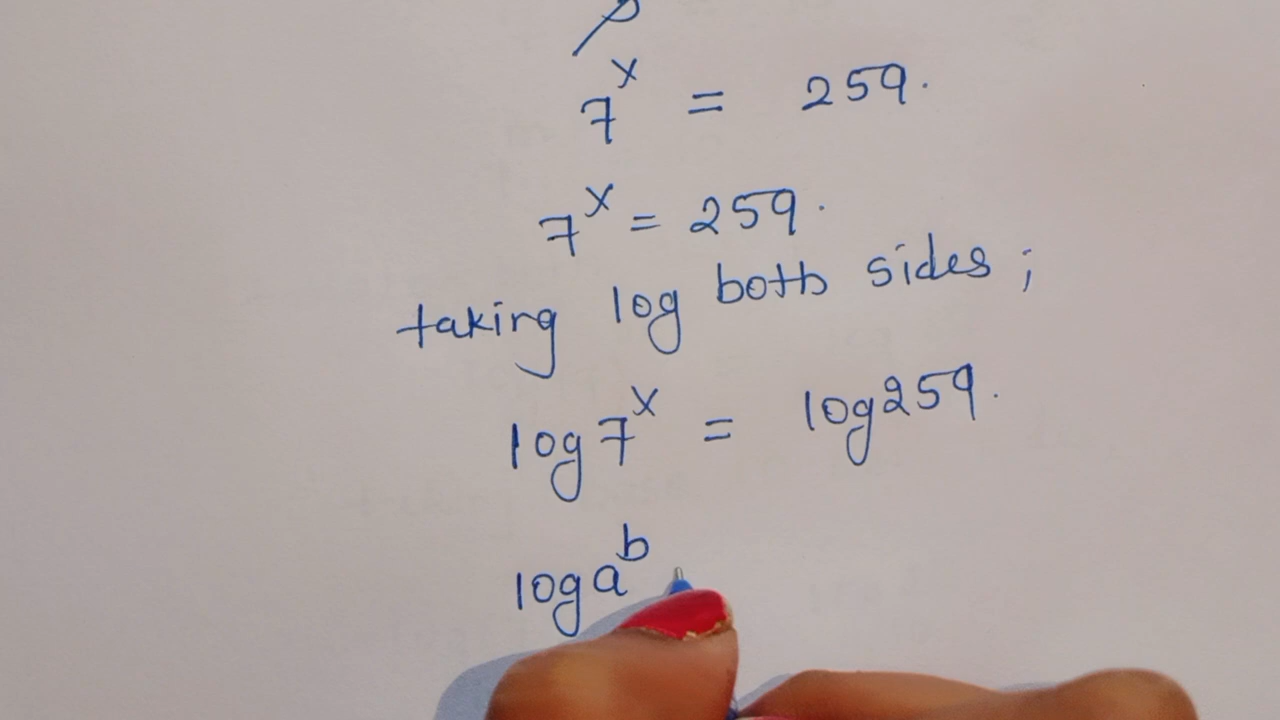 7^x = 259.
7^x = 259.
taking log both sides;
log 7^x = log 259.
log a^b